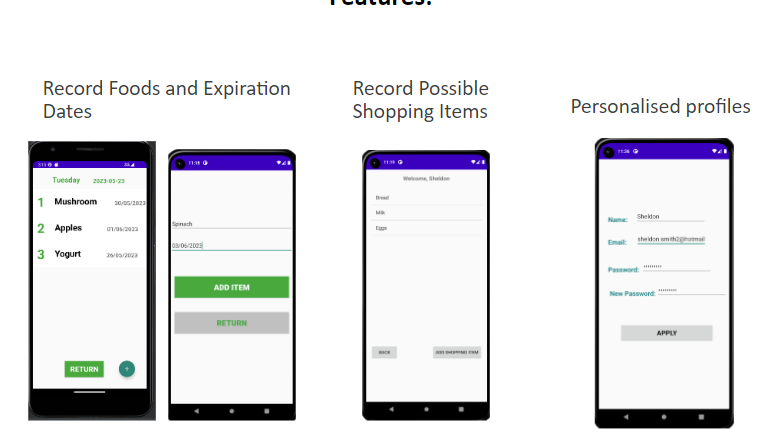 Features:
Record Foods and Expiration
Dates
Record Possible
Shopping Items
Personalised profiles
Tuesday 2023-05-23
1 Mushroom 30/05/2023
2 Apples 01/06/2023
3 Yogurt 26/05/2023
RETURN +
11:19
Spinach
03/06/2023
ADD ITEM
RETURN
11:19
Welcome, Sheldon
Bread
Milk
Eggs
BACK ADD SHOPPING ITEM
11:26
Name: Sheldon
Email: sheldon smith2@hotmail
Password: •••••••••
New Password: •••••••••
APPLY